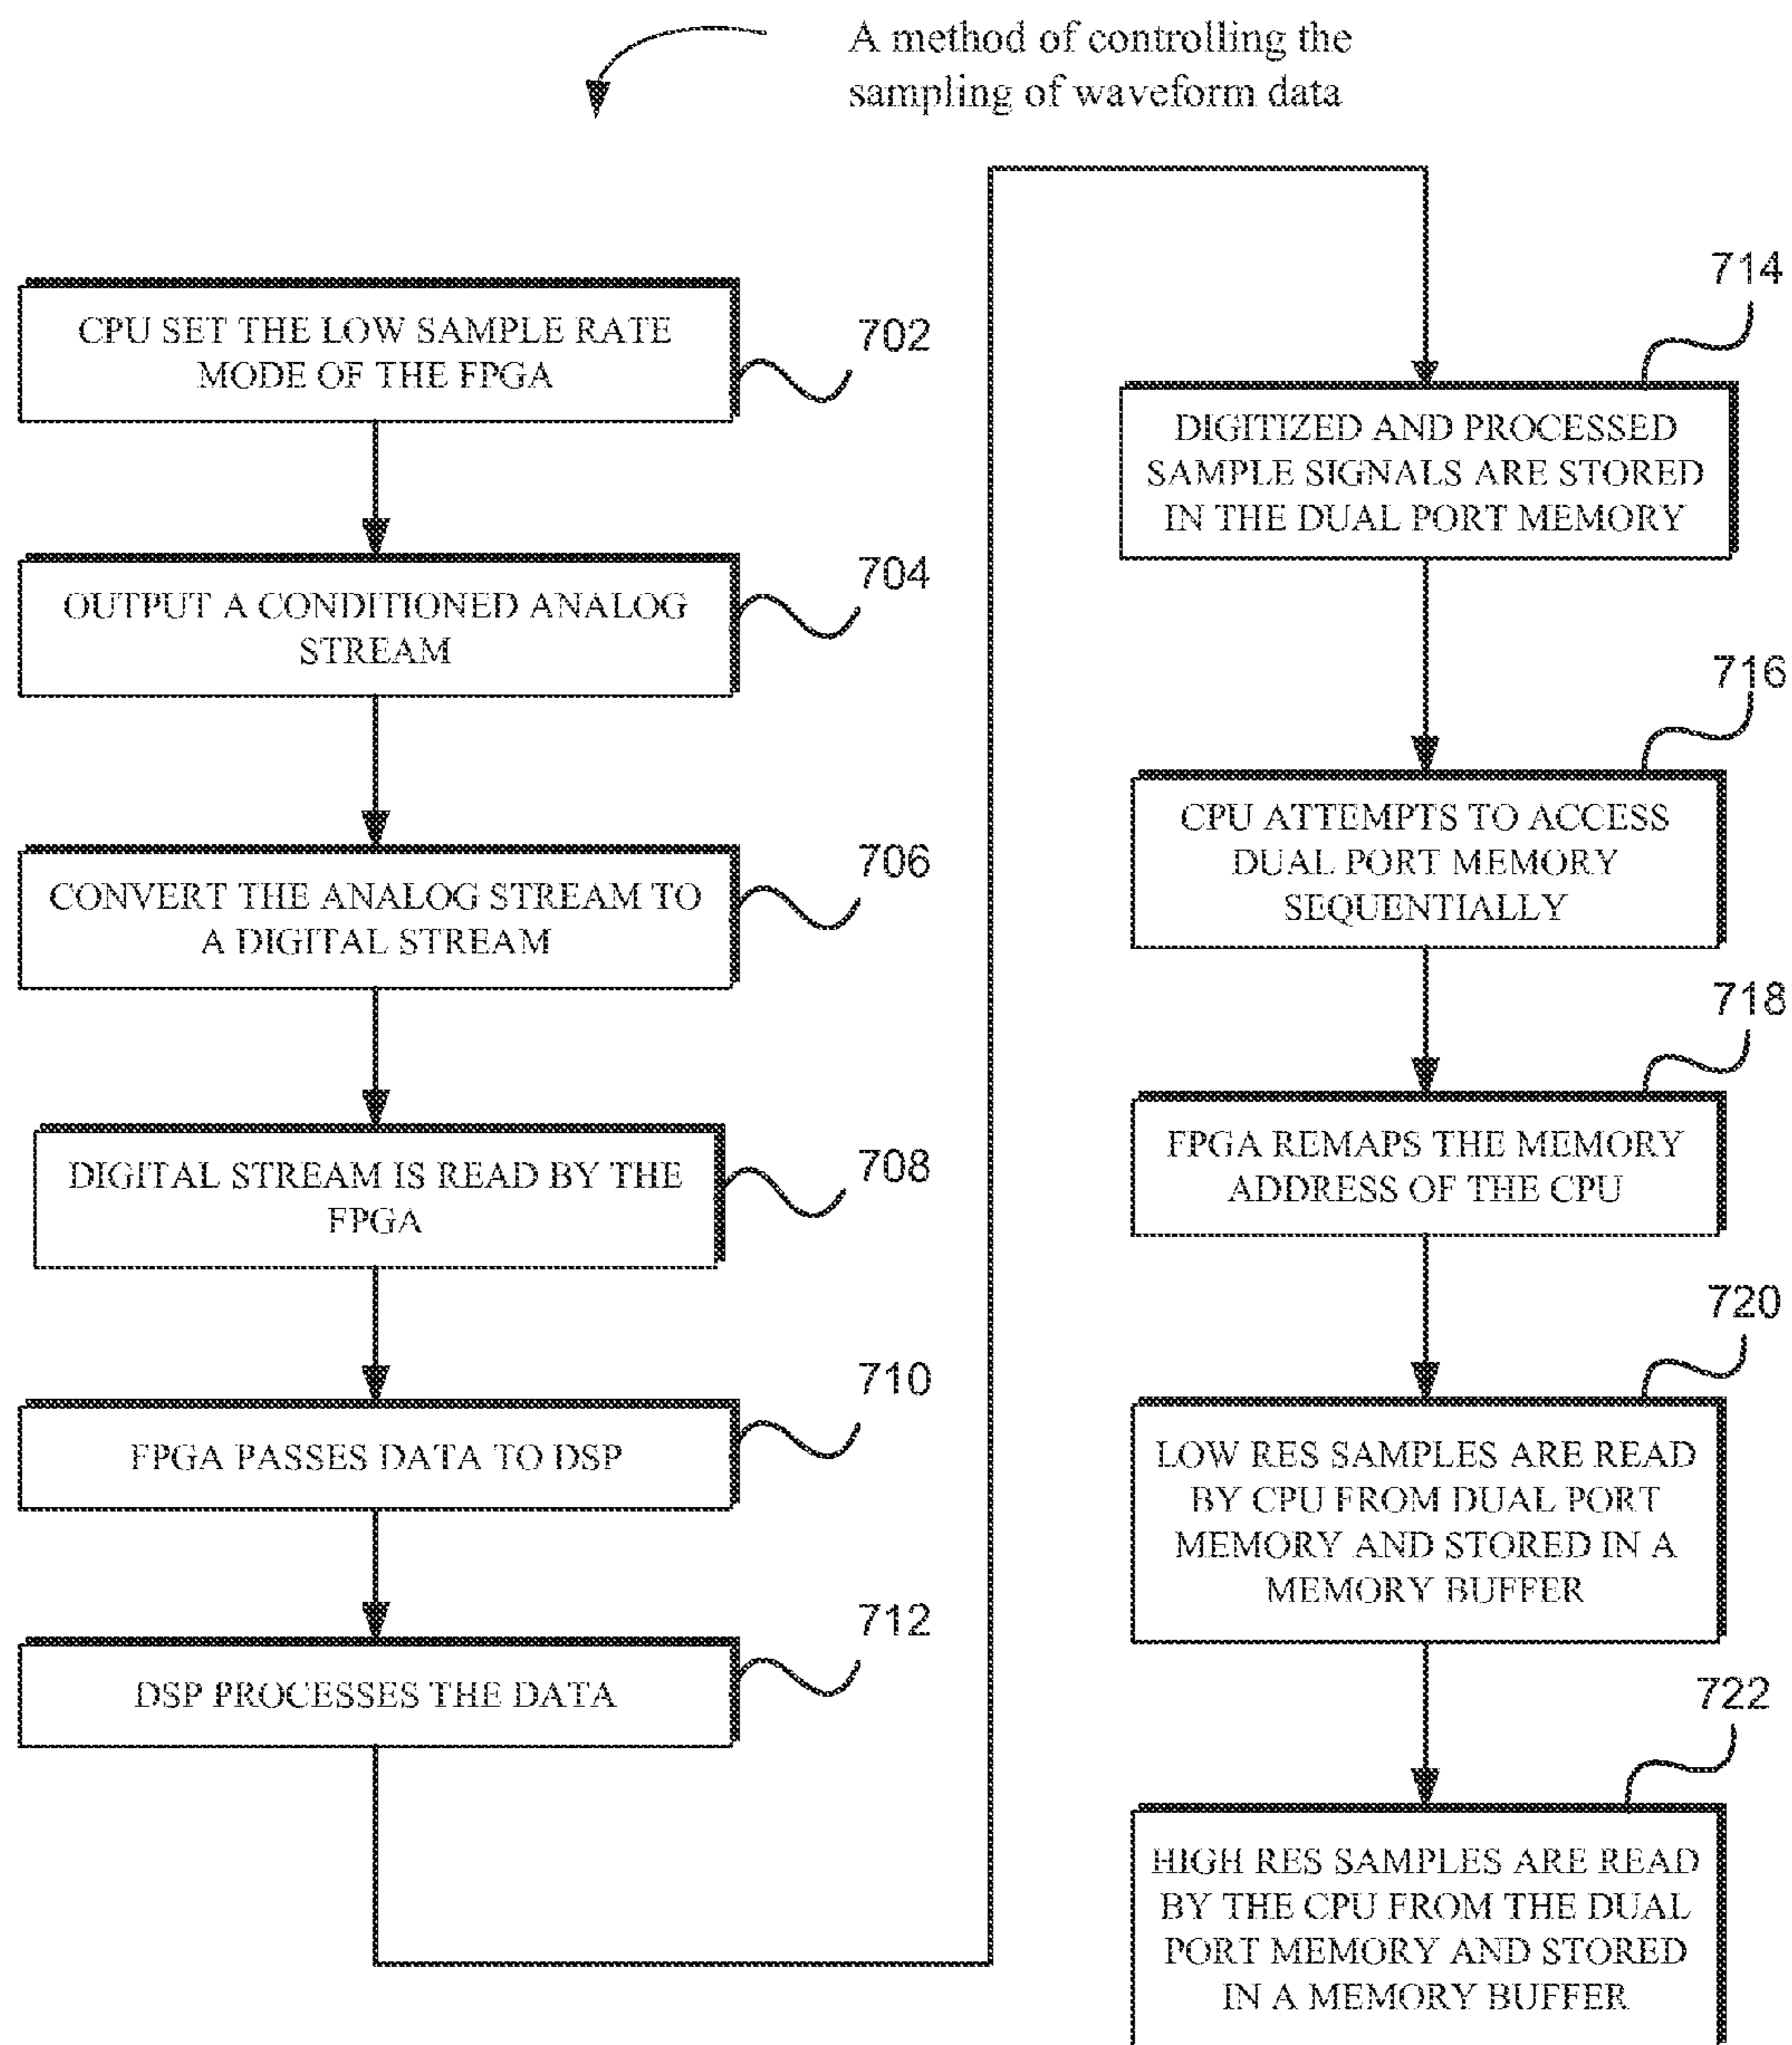 A method of controlling the
sampling of waveform data
CPU SET THE LOW SAMPLE RATE
MODE OF THE FPGA
702
OUTPUT A CONDITIONED ANALOG
STREAM
704
CONVERT THE ANALOG STREAM TO
A DIGITAL STREAM
706
DIGITAL STREAM IS READ BY THE
FPGA
708
FPGA PASSES DATA TO DSP
710
DSP PROCESSES THE DATA
712
714
DIGITIZED AND PROCESSED
SAMPLE SIGNALS ARE STORED
IN THE DUAL PORT MEMORY
716
CPU ATTEMPTS TO ACCESS
DUAL PORT MEMORY
SEQUENTIALLY
718
FPGA REMAPS THE MEMORY
ADDRESS OF THE CPU
720
LOW RES SAMPLES ARE READ
BY CPU FROM DUAL PORT
MEMORY AND STORED IN A
MEMORY BUFFER
722
HIGH RES SAMPLES ARE READ
BY THE CPU FROM THE DUAL
PORT MEMORY AND STORED
IN A MEMORY BUFFER